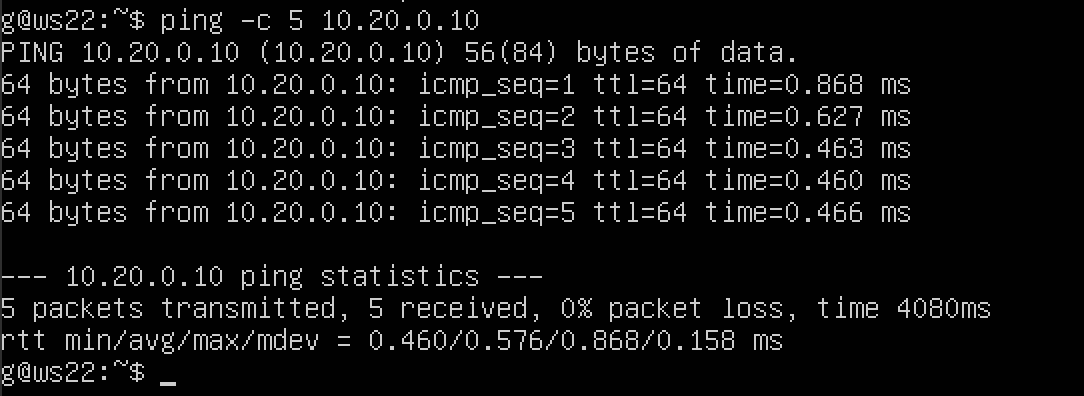 g@ws22:~$ ping -c 5 10.20.0.10
PING 10.20.0.10 (10.20.0.10) 56(84) bytes of data.
64 bytes from 10.20.0.10: icmp_seq=1 ttl=64 time=0.868 ms
64 bytes from 10.20.0.10: icmp_seq=2 ttl=64 time=0.627 ms
64 bytes from 10.20.0.10: icmp_seq=3 ttl=64 time=0.463 ms
64 bytes from 10.20.0.10: icmp_seq=4 ttl=64 time=0.460 ms
64 bytes from 10.20.0.10: icmp_seq=5 ttl=64 time=0.466 ms
--- 10.20.0.10 ping statistics ---
5 packets transmitted, 5 received, 0% packet loss, time 4080ms
rtt min/avg/max/mdev = 0.460/0.576/0.868/0.158 ms
g@ws22:~$ _